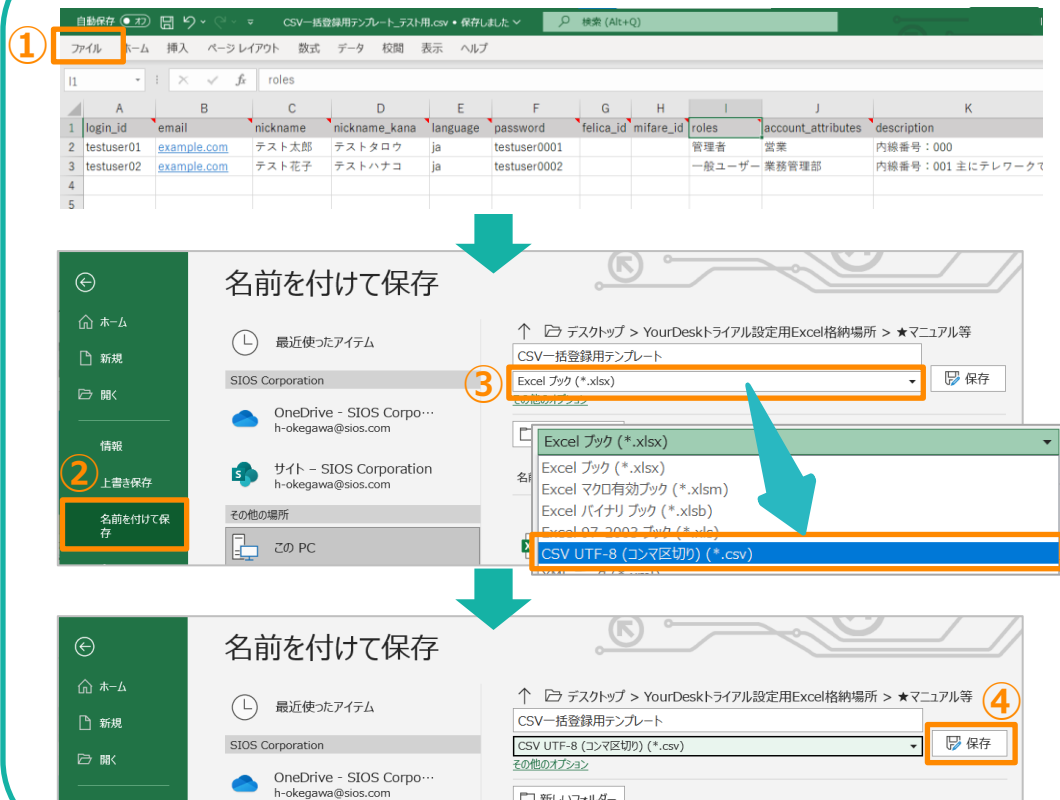 自動保存 オフ CSV一括登録用テンプレート_テスト用.csv • 保存しました 検索 (Alt+Q)
①
ファイル ホーム 挿入 ページ レイアウト 数式 データ 校閲 表示 ヘルプ
I1 fx roles
A B C D E F G H I J K
1 login_id email nickname nickname_kana language password felica_id mifare_id roles account_attributes description
2 testuser01 example.com テスト太郎 テストタロウ ja testuser0001 管理者 営業 内線番号：000
3 testuser02 example.com テスト花子 テストハナコ ja testuser0002 一般ユーザー 業務管理部 内線番号：001 主にテレワークで
4
5
名前を付けて保存
ホーム
新規
開く
情報
②
上書き保存
名前を付けて保存
最近使ったアイテム
SIOS Corporation
OneDrive - SIOS Corpo…
h-okegawa@sios.com
サイト – SIOS Corporation
h-okegawa@sios.com
その他の場所
この PC
↑ デスクトップ > YourDeskトライアル設定用Excel格納場所 > ★マニュアル等
CSV一括登録用テンプレート
③
Excel ブック (*.xlsx)
保存
その他のオプション
Excel ブック (*.xlsx)
Excel ブック (*.xlsx)
Excel マクロ有効ブック (*.xlsm)
Excel バイナリ ブック (*.xlsb)
Excel 97-2003 ブック (*.xls)
CSV UTF-8 (コンマ区切り) (*.csv)
名前を付けて保存
ホーム
新規
開く
最近使ったアイテム
SIOS Corporation
OneDrive - SIOS Corpo…
h-okegawa@sios.com
↑ デスクトップ > YourDeskトライアル設定用Excel格納場所 > ★マニュアル等
④
CSV一括登録用テンプレート
CSV UTF-8 (コンマ区切り) (*.csv)
保存
その他のオプション
新しいフォルダー